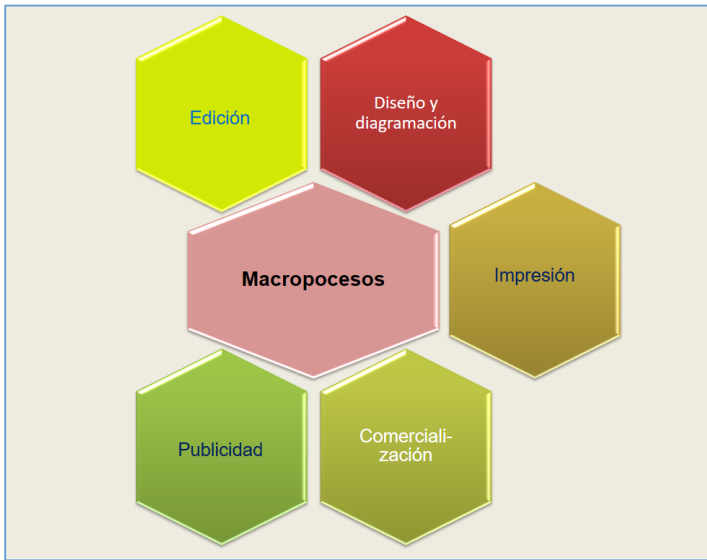 Edición
Diseño y
diagramación
Macropocesos
Impresión
Publicidad
Comerciali-
zación